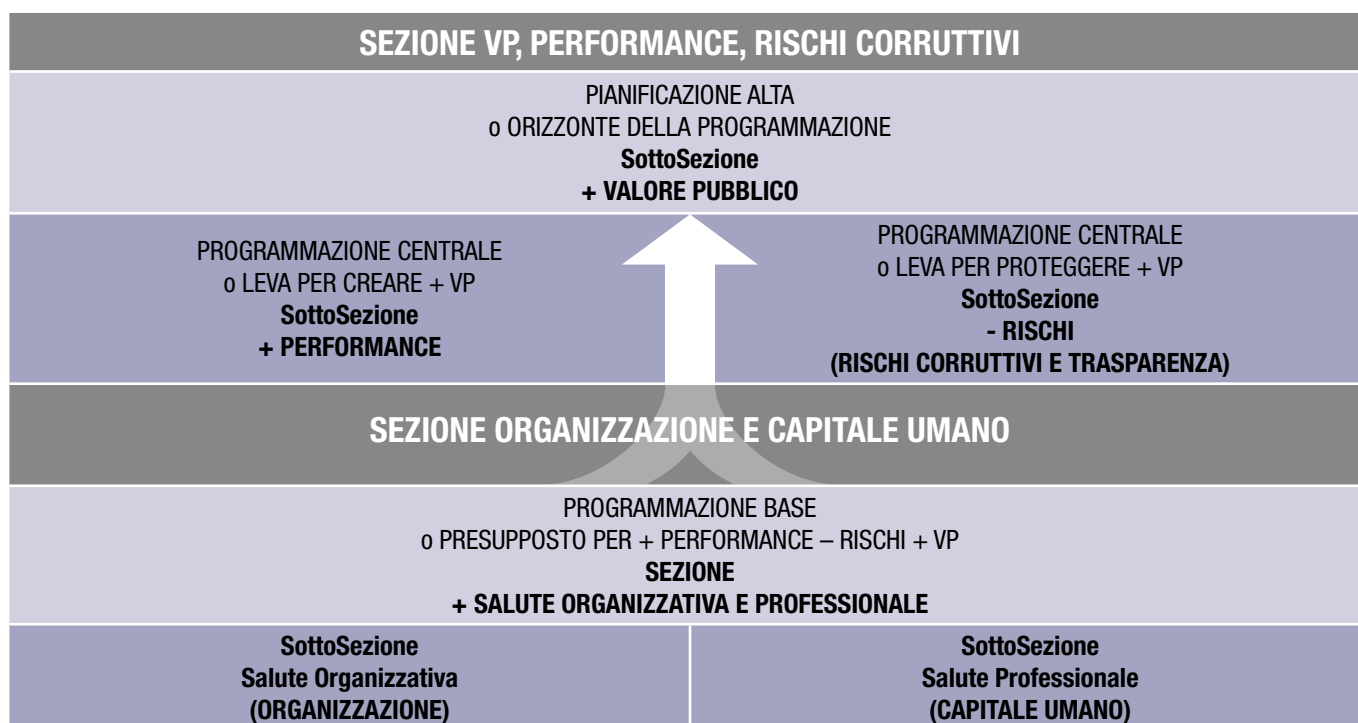 SEZIONE VP, PERFORMANCE, RISCHI CORRUTTIVI
PIANIFICAZIONE ALTA
o ORIZZONTE DELLA PROGRAMMAZIONE
SottoSezione
+ VALORE PUBBLICO
PROGRAMMAZIONE CENTRALE
o LEVA PER CREARE + VP
SottoSezione
+ PERFORMANCE
PROGRAMMAZIONE CENTRALE
o LEVA PER PROTEGGERE + VP
SottoSezione
- RISCHI
(RISCHI CORRUTTIVI E TRASPARENZA)
SEZIONE ORGANIZZAZIONE E CAPITALE UMANO
PROGRAMMAZIONE BASE
o PRESUPPOSTO PER + PERFORMANCE – RISCHI + VP
SEZIONE
+ SALUTE ORGANIZZATIVA E PROFESSIONALE
SottoSezione
Salute Organizzativa
(ORGANIZZAZIONE)
SottoSezione
Salute Professionale
(CAPITALE UMANO)